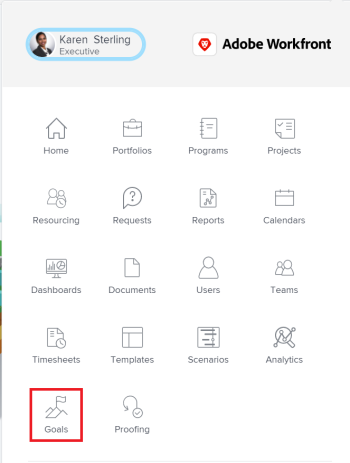 Karen Sterling
Executive
Adobe Workfront
Home
Portfolios
Programs
Projects
Resourcing
Requests
Reports
Calendars
Dashboards
Documents
Users
Teams
Timesheets
Templates
Scenarios
Analytics
Goals
Proofing